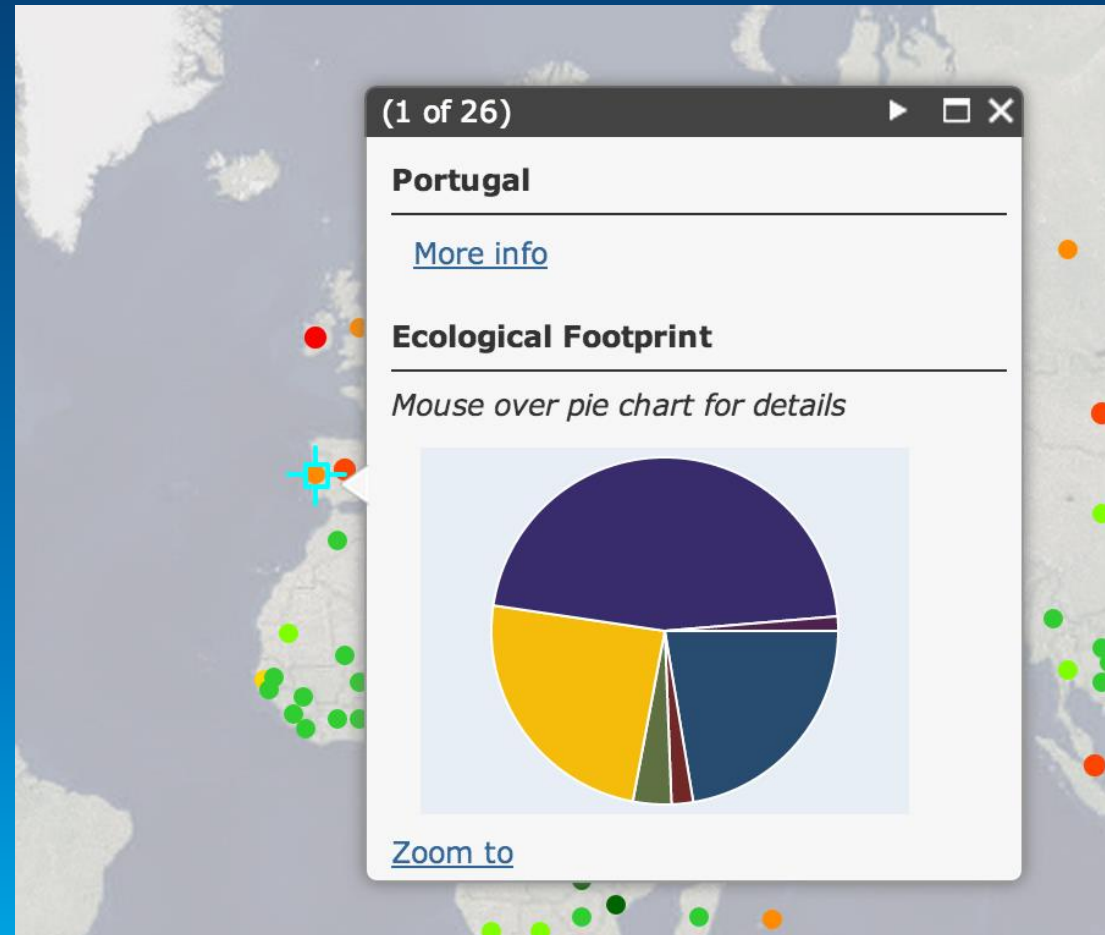 (1 of 26)
Portugal
More info
Ecological Footprint
Mouse over pie chart for details
Zoom to